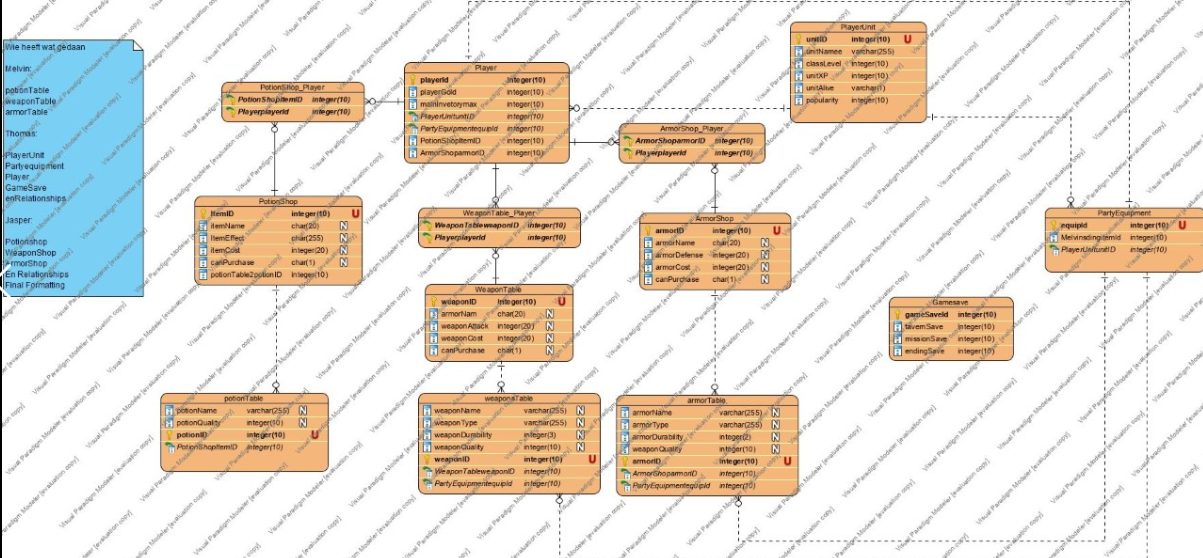 Wie heeft wat gedaan
Melvin:
potionTable
weaponTable
armorTable
Thomas:
PlayerUnit
Partyequipment
Player
GameSave
enRelationships
Jasper:
Potionshop
WeaponShop
ArmorShop
En Relationships
Final Formatting
PotionShop_Player
PotionShopItemID integer(10)
PlayerplayerId integer(10)
Player
playerId integer(10)
playerGold integer(10)
mainInvetorymax integer(10)
PlayerUnitunitID integer(10)
PartyEquipmentequipId integer(10)
PotionShopItemID integer(10)
ArmorShoparmorID integer(10)
PlayerUnit
unitID integer(10) U
unitNamee varchar(255)
classLevel integer(10)
unitXP integer(10)
unitAlive varchar(1)
popularity integer(10)
ArmorShop_Player
ArmorShoparmorID integer(10)
PlayerplayerId integer(10)
PotionShop
ItemID integer(10) U
itemName char(20) N
ItemEffect char(255) N
itemCost integer(20) N
canPurchase char(1) N
potionTable2potionID integer(10)
WeaponTable_Player
WeaponTableweaponID integer(10)
PlayerplayerId integer(10)
ArmorShop
armorID integer(10) U
armorName char(20) N
armorDefense integer(20) N
armorCost integer(20) N
canPurchase char(1) N
PartyEquipment
equipId integer(10) U
MelvinsdingitemId integer(10)
PlayerUnitunitID integer(10)
WeaponTable
weaponID integer(10) U
armorNam char(20) N
weaponAttack integer(20) N
weaponCost integer(20) N
canPurchase char(1) N
Gamesave
gameSaveId integer(10)
tavernSave integer(10)
missionSave integer(10)
endingSave integer(10)
potionTable
potionName varchar(255) N
potionQuality integer(10) N
potionID integer(10) U
PotionShopItemID integer(10)
weaponsTable
weaponName varchar(255) N
weaponType varchar(255) N
weaponDurability integer(3) N
weaponQuality integer(10) N
weaponID integer(10) U
WeaponTableweaponID integer(10)
PartyEquipmentequipId integer(10)
armorTable
armorName varchar(255) N
armorType varchar(255) N
armorDurability integer(2) N
weaponQuality integer(10) N
armorID integer(10) U
ArmorShoparmorID integer(10)
PartyEquipmentequipId integer(10)
Visual Paradigm Modeler [evaluation copy]